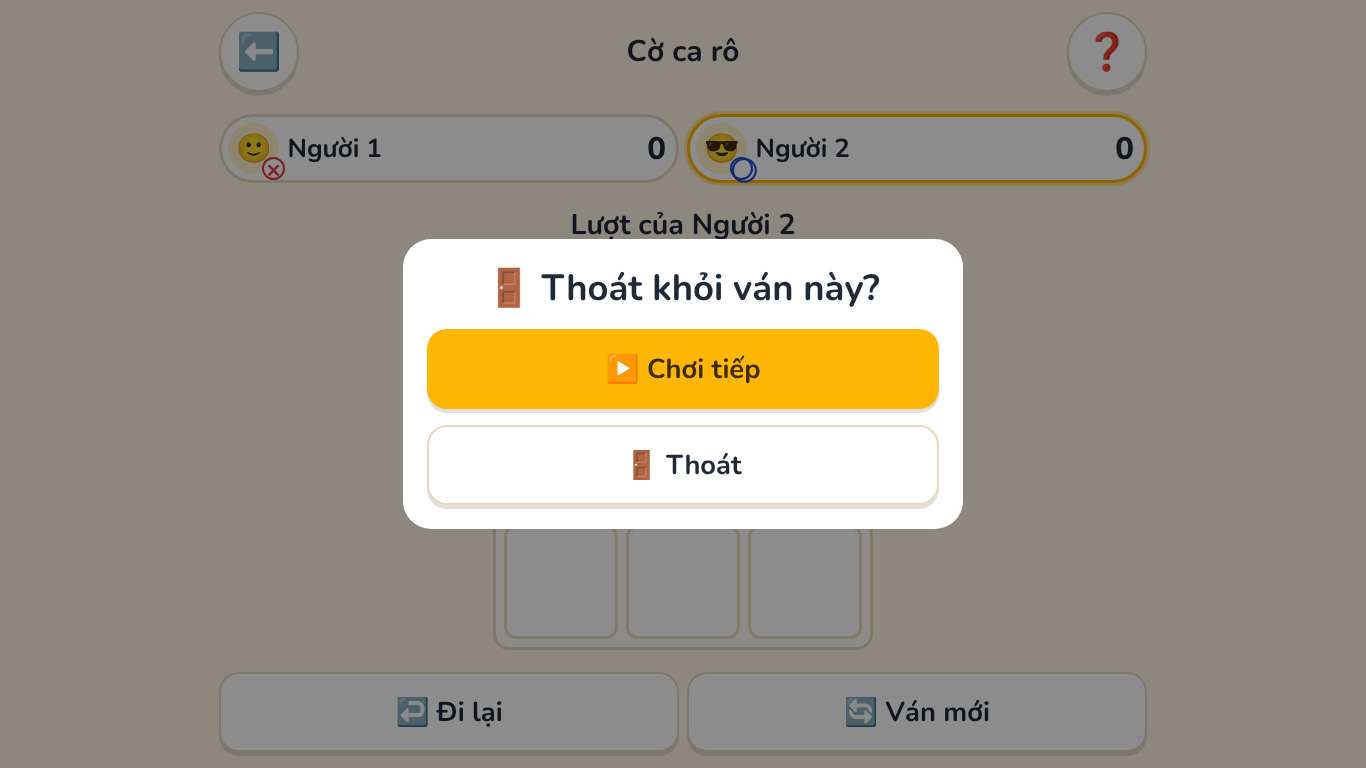 Cờ ca rô
Người 1 0
Người 2 0
Lượt của Người 2
Thoát khỏi ván này?
Chơi tiếp
Thoát
Đi lại
Ván mới